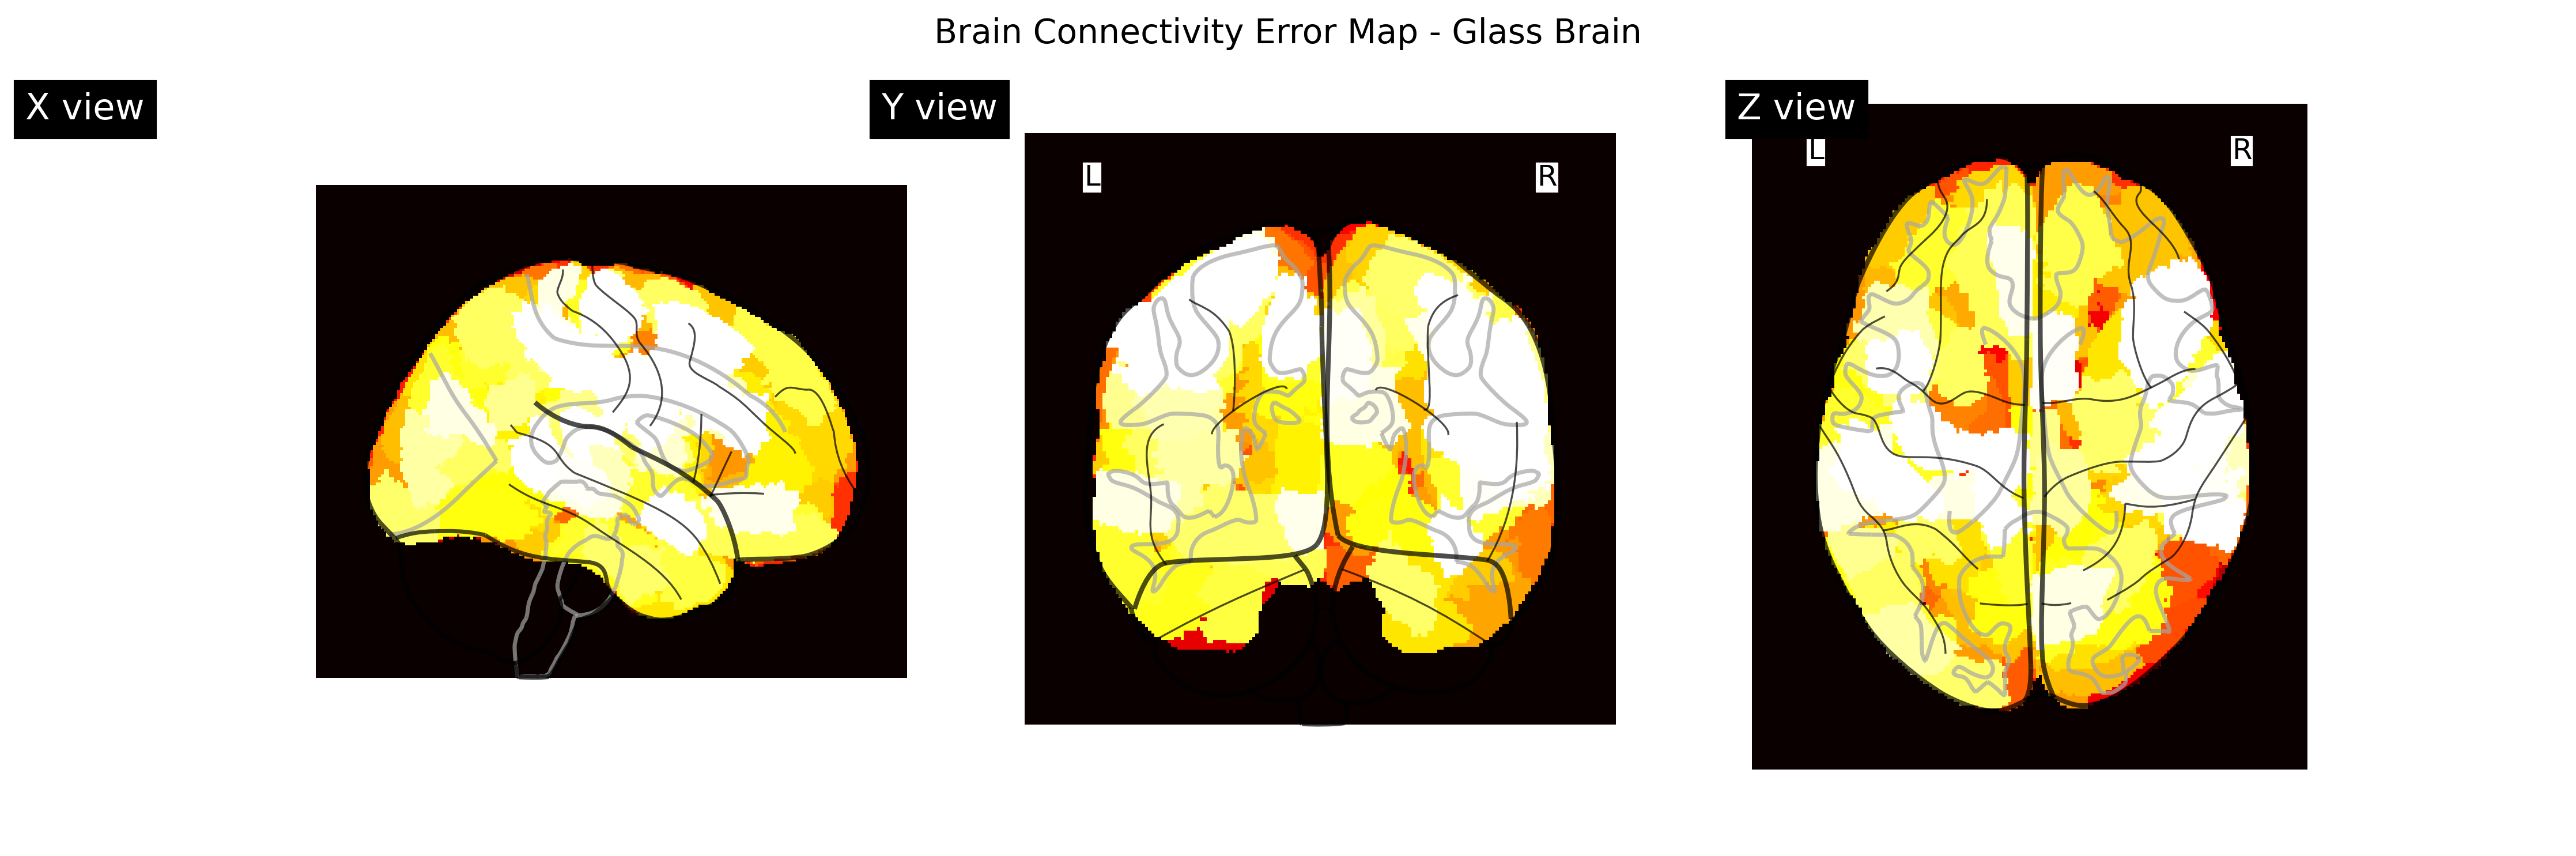 Brain Connectivity Error Map - Glass Brain
X view
Y view
Z view
L
R
L
R